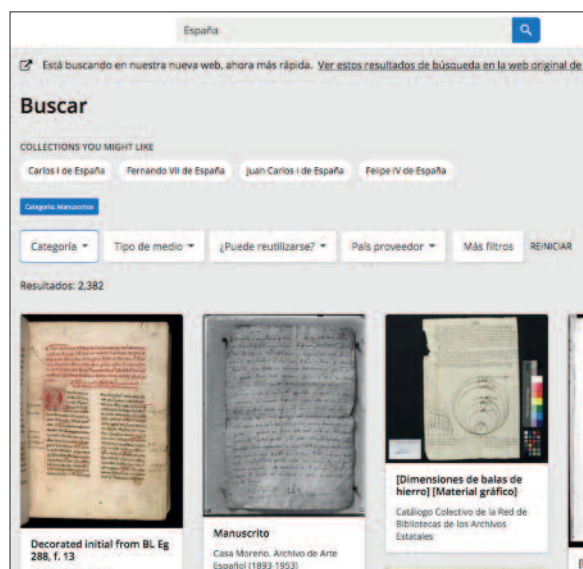 España
Está buscando en nuestra nueva web, ahora más rápida. Ver estos resultados de búsqueda en la web original de
Buscar
COLLECTIONS YOU MIGHT LIKE
Carlos I de España
Fernando VII de España
Juan Carlos I de España
Felipe IV de España
Categoría: Manuscritos
Categoría
Tipo de medio
¿Puede reutilizarse?
País proveedor
Más filtros
REINICIAR
Resultados: 2,382
Decorated initial from BL Eg
288, f. 13
Manuscrito
Casa Moreno. Archivo de Arte
Español (1893-1953)
[Dimensiones de balas de
hierro] [Material gráfico]
Catálogo Colectivo de la Red de
Bibliotecas de los Archivos
Estatales